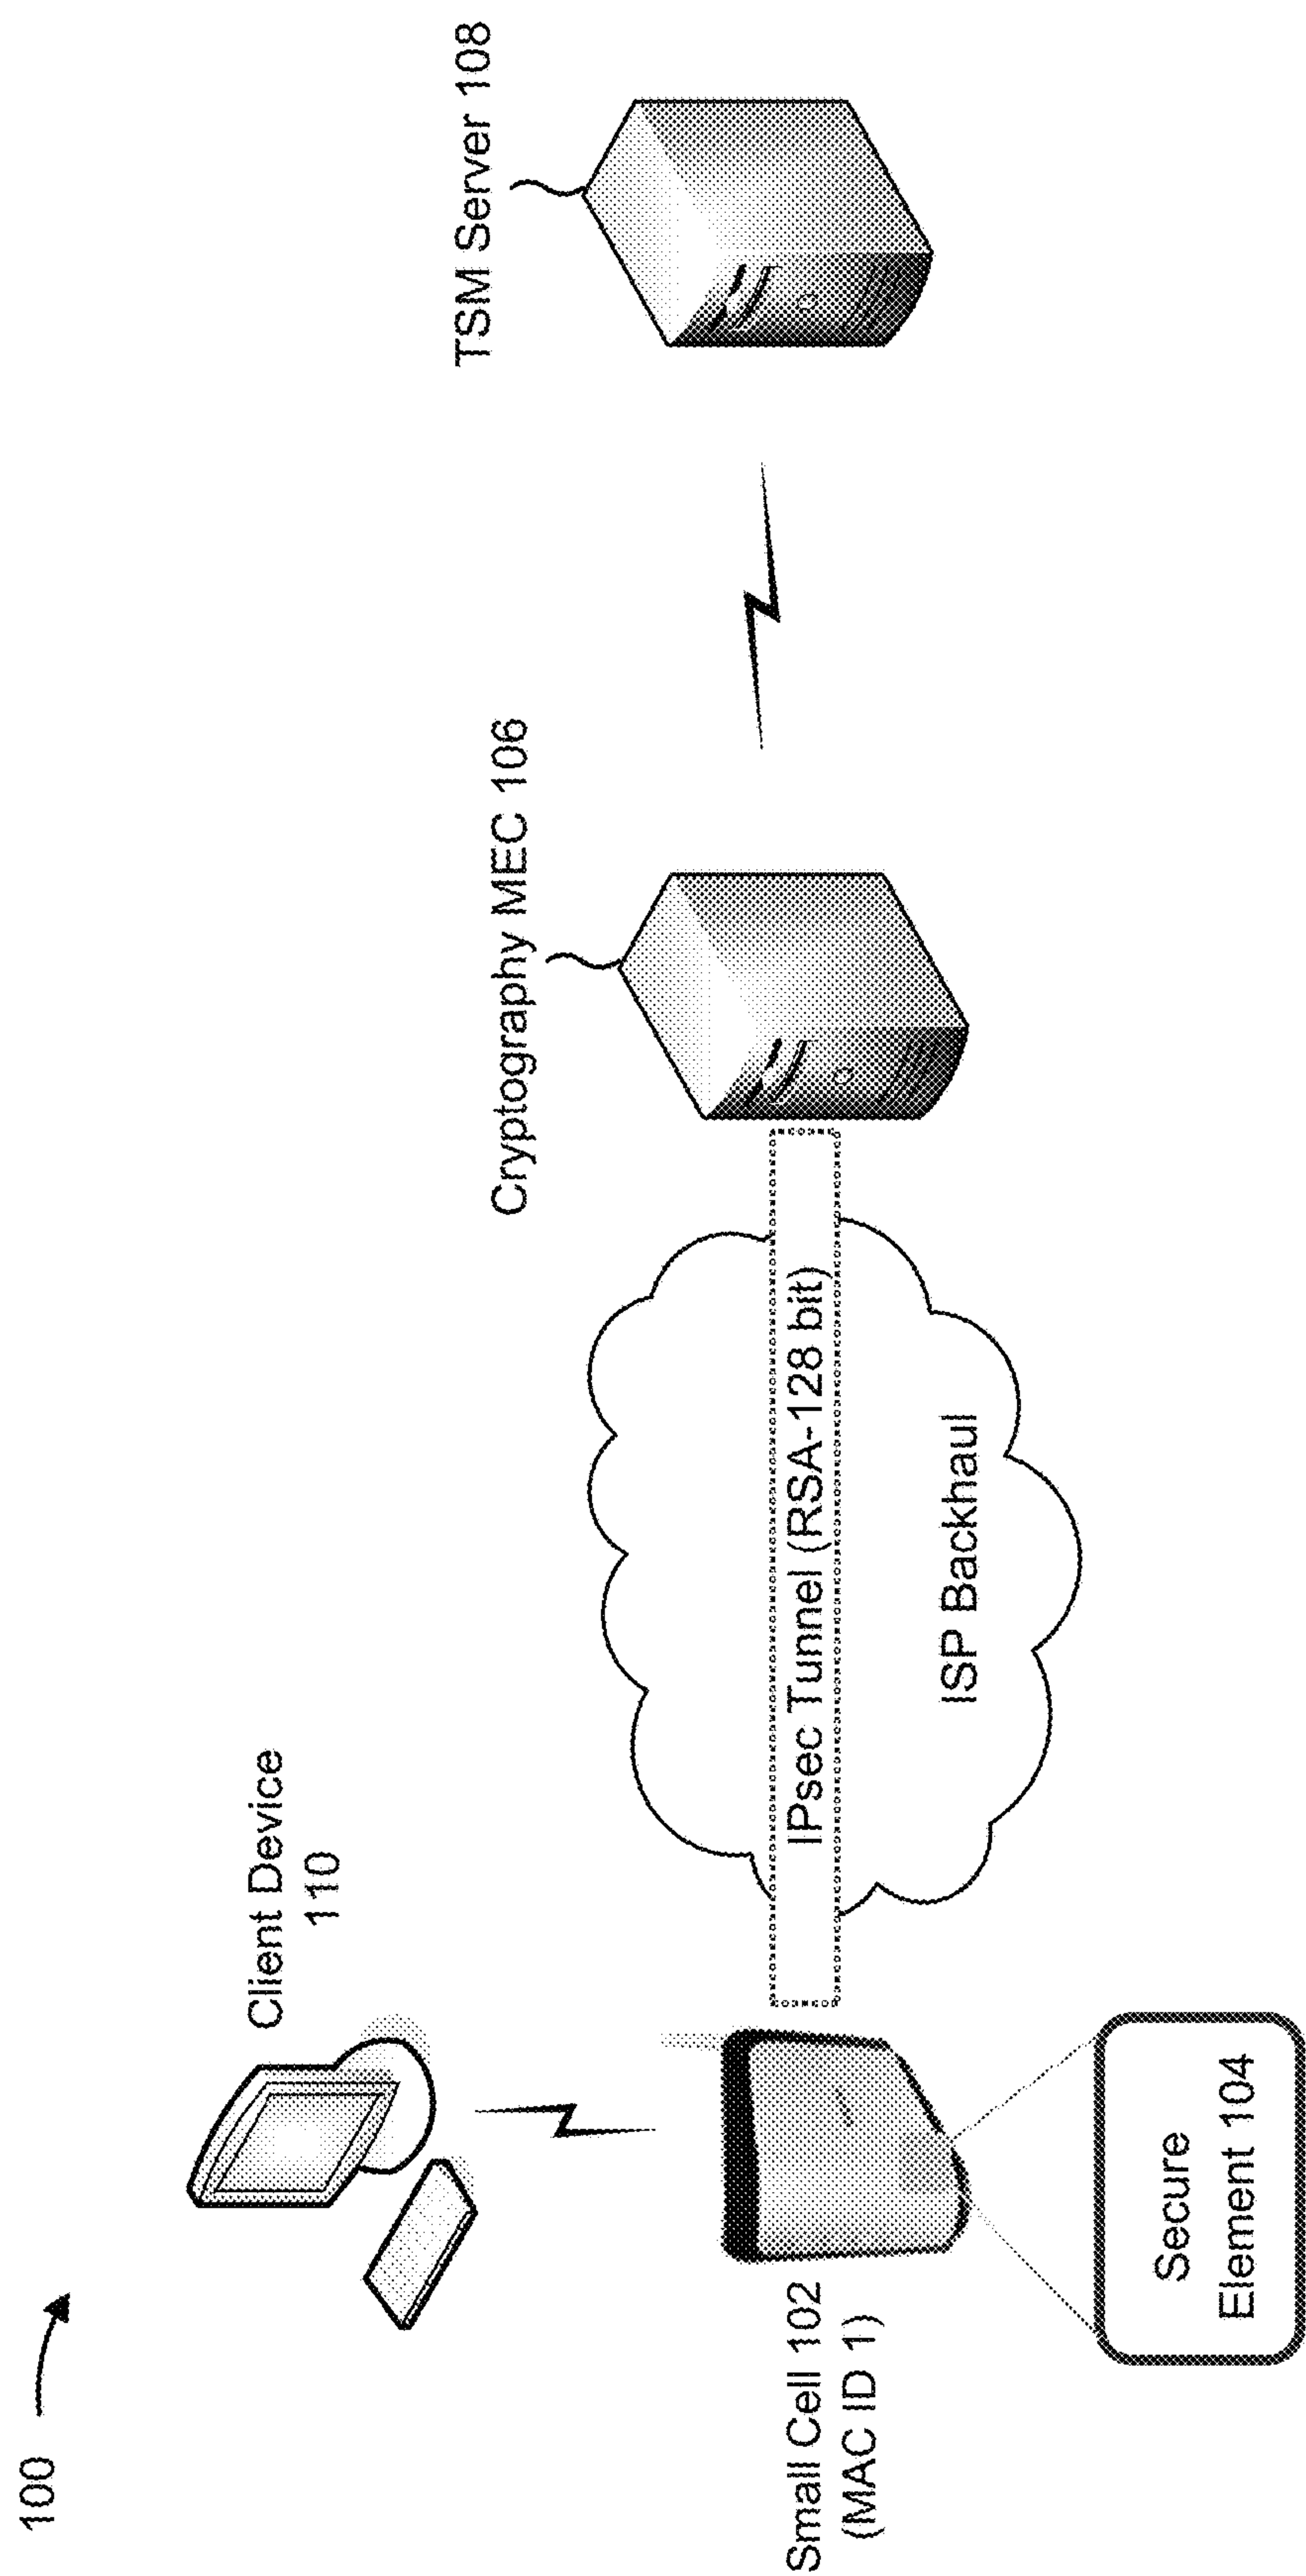 100
Client Device
110
TSM Server 108
Cryptography MEC 106
Small Cell 102
(MAC ID 1)
IPsec Tunnel (RSA-128 bit)
ISP Backhaul
Secure
Element 104